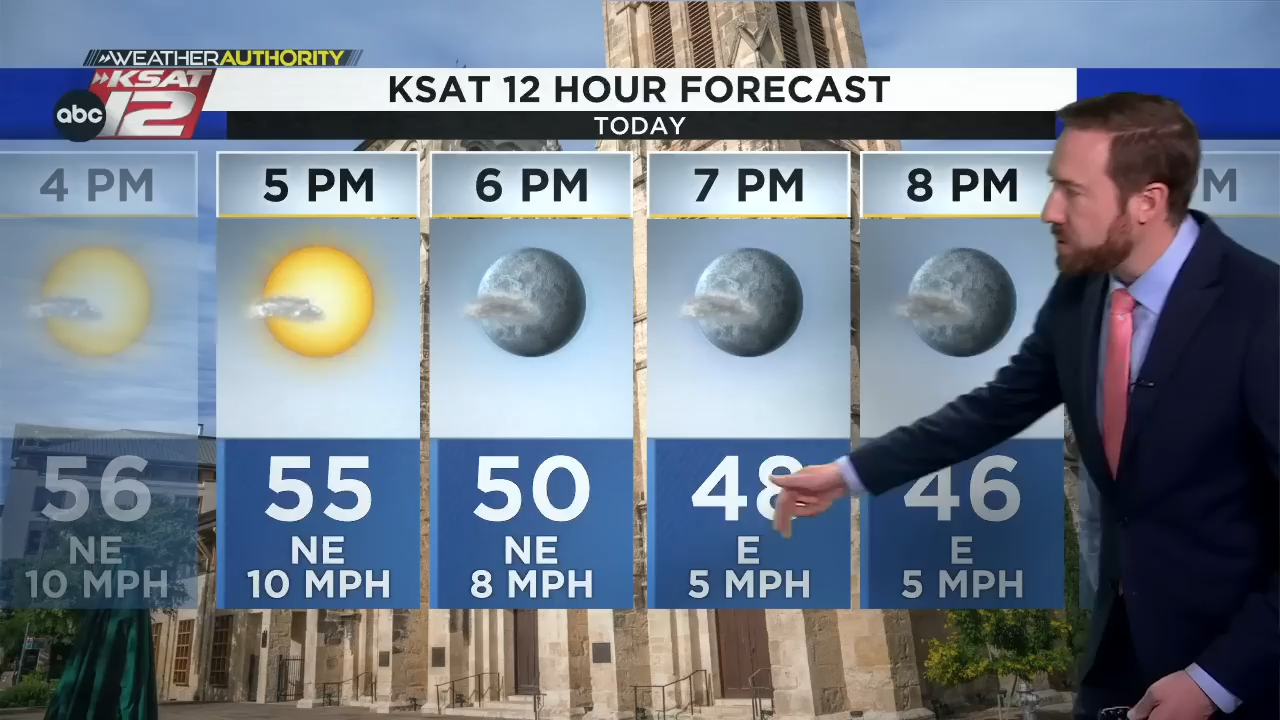 WEATHERAUTHORITY
KSAT
abc 12
KSAT 12 HOUR FORECAST
TODAY
4 PM 5 PM 6 PM 7 PM 8 PM M
56 55 50 48 46
NE NE NE E E
10 MPH 10 MPH 8 MPH 5 MPH 5 MPH